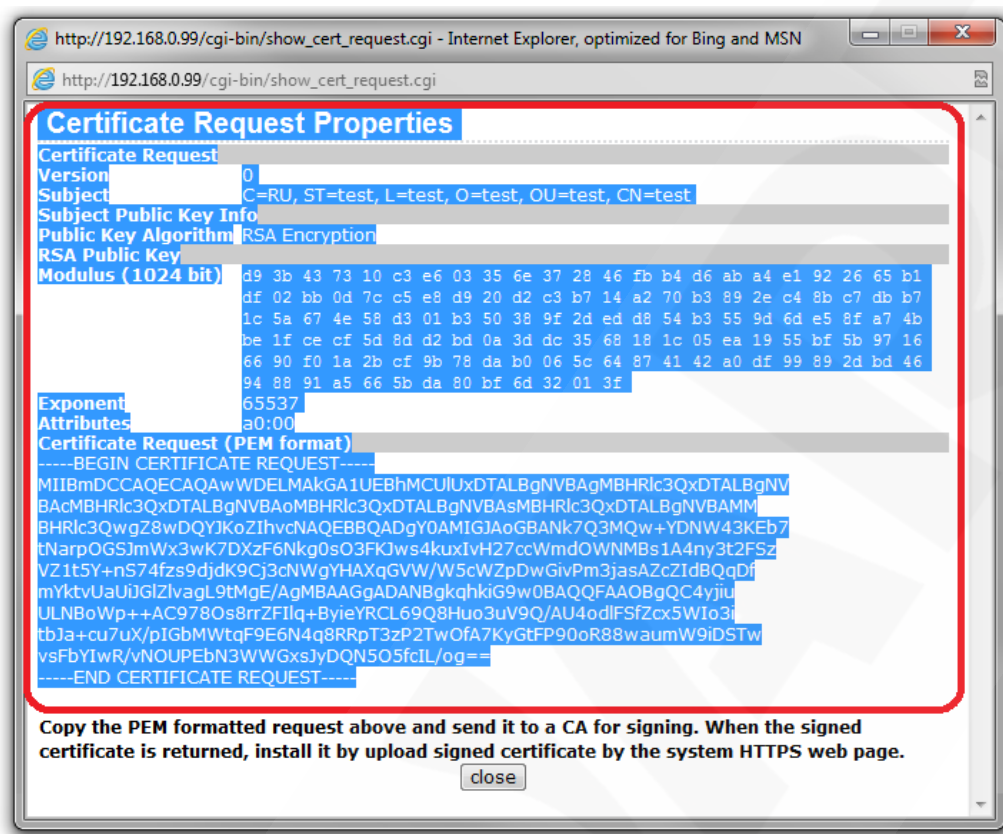 http://192.168.0.99/cgi-bin/show_cert_request.cgi - Internet Explorer, optimized for Bing and MSN
http://192.168.0.99/cgi-bin/show_cert_request.cgi
Certificate Request Properties
Certificate Request
Version 0
Subject C=RU, ST=test, L=test, O=test, OU=test, CN=test
Subject Public Key Info
Public Key Algorithm RSA Encryption
RSA Public Key
Modulus (1024 bit) d9 3b 43 73 10 c3 e6 03 35 6e 37 28 46 fb b4 d6 ab a4 e1 92 26 65 b1
df 02 bb 0d 7c c5 e8 d9 20 d2 c3 b7 14 a2 70 b3 89 2e c4 8b c7 db b7
1c 5a 67 4e 58 d3 01 b3 50 38 9f 2d ed d8 54 b3 55 9d 6d e5 8f a7 4b
be 1f ce cf 5d 8d d2 bd 0a 3d dc 35 68 18 1c 05 ea 19 55 bf 5b 97 16
66 90 f0 1a 2b cf 9b 78 da b0 06 5c 64 87 41 42 a0 df 99 89 2d bd 46
94 88 91 a5 66 5b da 80 bf 6d 32 01 3f
Exponent 65537
Attributes a0:00
Certificate Request (PEM format)
-----BEGIN CERTIFICATE REQUEST-----
MIIBmDCCAQECAQAwWDELMAkGA1UEBhMCUlUxDTALBgNVBAgMBHRlc3QxDTALBgNV
BAcMBHRlc3QxDTALBgNVBAoMBHRlc3QxDTALBgNVBAsMBHRlc3QxDTALBgNVBAMM
BHRlc3QwgZ8wDQYJKoZIhvcNAQEBBQADgY0AMIGJAoGBANk7Q3MQw+YDNW43KEb7
tNarpOGSJmWx3wK7DXzF6Nkg0sO3FKJws4kuxIvH27ccWmdOWNMBs1A4ny3t2FSz
VZ1t5Y+nS74fzs9djdK9Cj3cNWgYHAXqGVW/W5cWZpDwGivPm3jasAZcZIdBQqDf
mYktvUaUiJGlZlvagL9tMgE/AgMBAAGgADANBgkqhkiG9w0BAQQFAAOBgQC4yjiu
ULNBoWp++AC978Os8rrZFIlq+ByieYRCL69Q8Huo3uV9Q/AU4odlFSfZcx5WIo3i
tbJa+cu7uX/pIGbMWtqF9E6N4q8RRpT3zP2TwOfA7KyGtFP90oR88waumW9iDSTw
vsFbYIwR/vNOUPEbN3WWGxsJyDQN5O5fcIL/og==
-----END CERTIFICATE REQUEST-----
Copy the PEM formatted request above and send it to a CA for signing. When the signed
certificate is returned, install it by upload signed certificate by the system HTTPS web page.
close